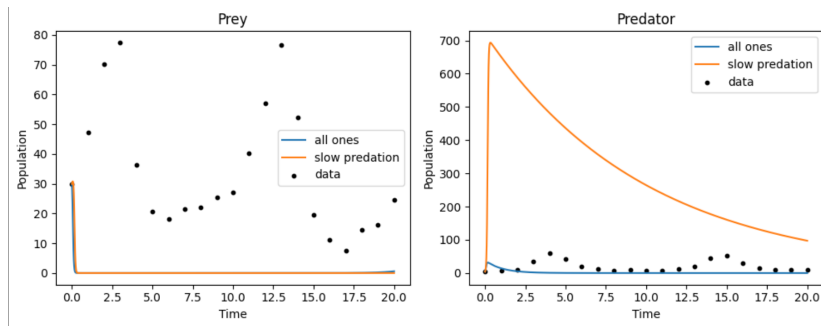 Prey
80
70
60
50
40
30
20
10
0
Population
all ones
slow predation
data
0.0 2.5 5.0 7.5 10.0 12.5 15.0 17.5 20.0
Time
Predator
700
600
500
400
300
200
100
0
Population
all ones
slow predation
data
0.0 2.5 5.0 7.5 10.0 12.5 15.0 17.5 20.0
Time